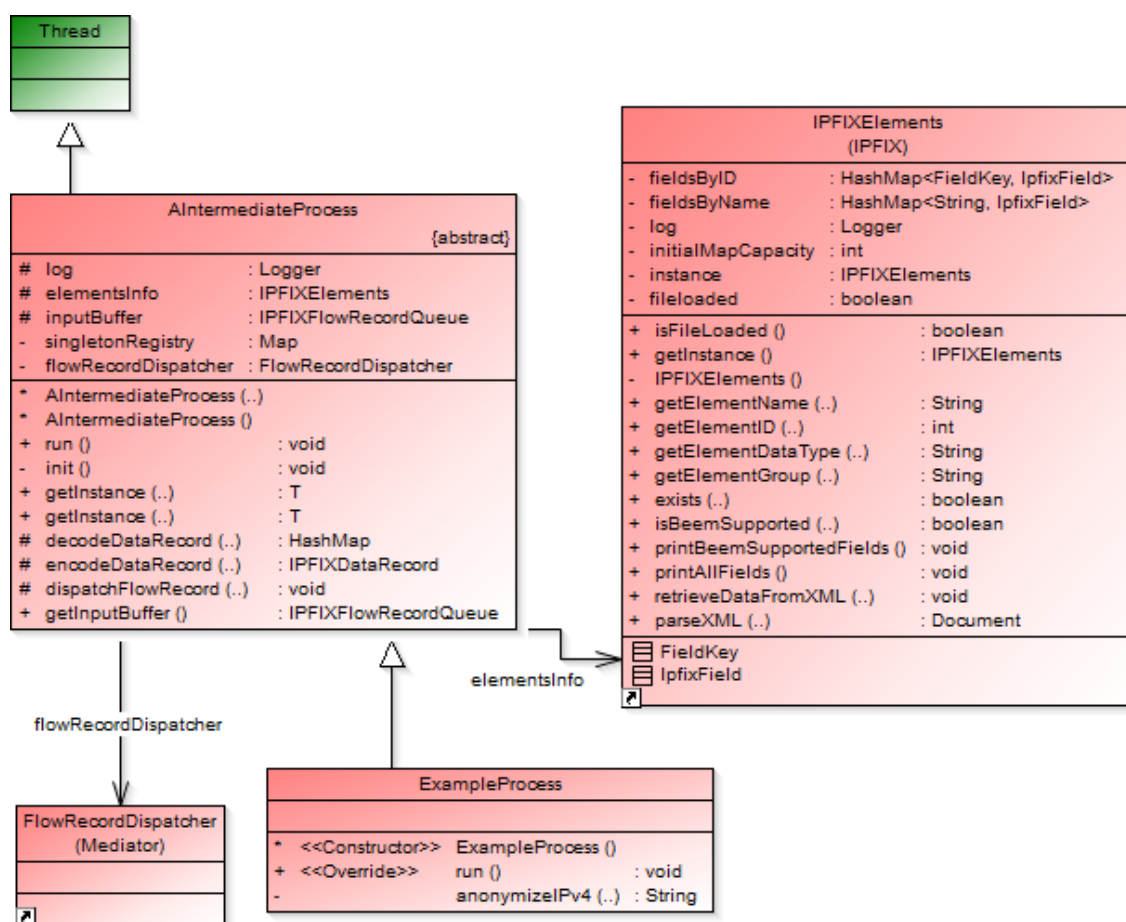 Thread
AIntermediateProcess
{abstract}
# log : Logger
# elementsInfo : IPFIXElements
# inputBuffer : IPFIXFlowRecordQueue
- singletonRegistry : Map
- flowRecordDispatcher : FlowRecordDispatcher
* AIntermediateProcess (..)
* AIntermediateProcess ()
+ run () : void
- init () : void
+ getInstance (..) : T
+ getInstance (..) : T
# decodeDataRecord (..) : HashMap
# encodeDataRecord (..) : IPFIXDataRecord
# dispatchFlowRecord (..) : void
+ getInputBuffer () : IPFIXFlowRecordQueue
IPFIXElements
(IPFIX)
- fieldsByID : HashMap<FieldKey, IpfixField>
- fieldsByName : HashMap<String, IpfixField>
- log : Logger
- initialMapCapacity : int
- instance : IPFIXElements
- fileloaded : boolean
+ isFileLoaded () : boolean
+ getInstance () : IPFIXElements
- IPFIXElements ()
+ getElementName (..) : String
+ getElementID (..) : int
+ getElementDataType (..) : String
+ getElementGroup (..) : String
+ exists (..) : boolean
+ isBeemSupported (..) : boolean
+ printBeemSupportedFields () : void
+ printAllFields () : void
+ retrieveDataFromXML (..) : void
+ parseXML (..) : Document
FieldKey
IpfixField
elementsInfo
flowRecordDispatcher
FlowRecordDispatcher
(Mediator)
ExampleProcess
* <<Constructor>> ExampleProcess ()
+ <<Override>> run () : void
- anonymizeIPv4 (..) : String